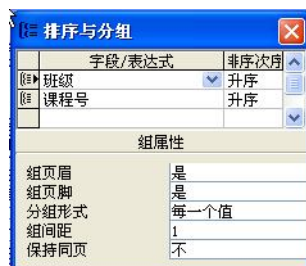 排序与分组
字段/表达式 排序次序
班级 升序
课程号 升序
组属性
组页眉 是
组页脚 是
分组形式 每一个值
组间距 1
保持同页 不